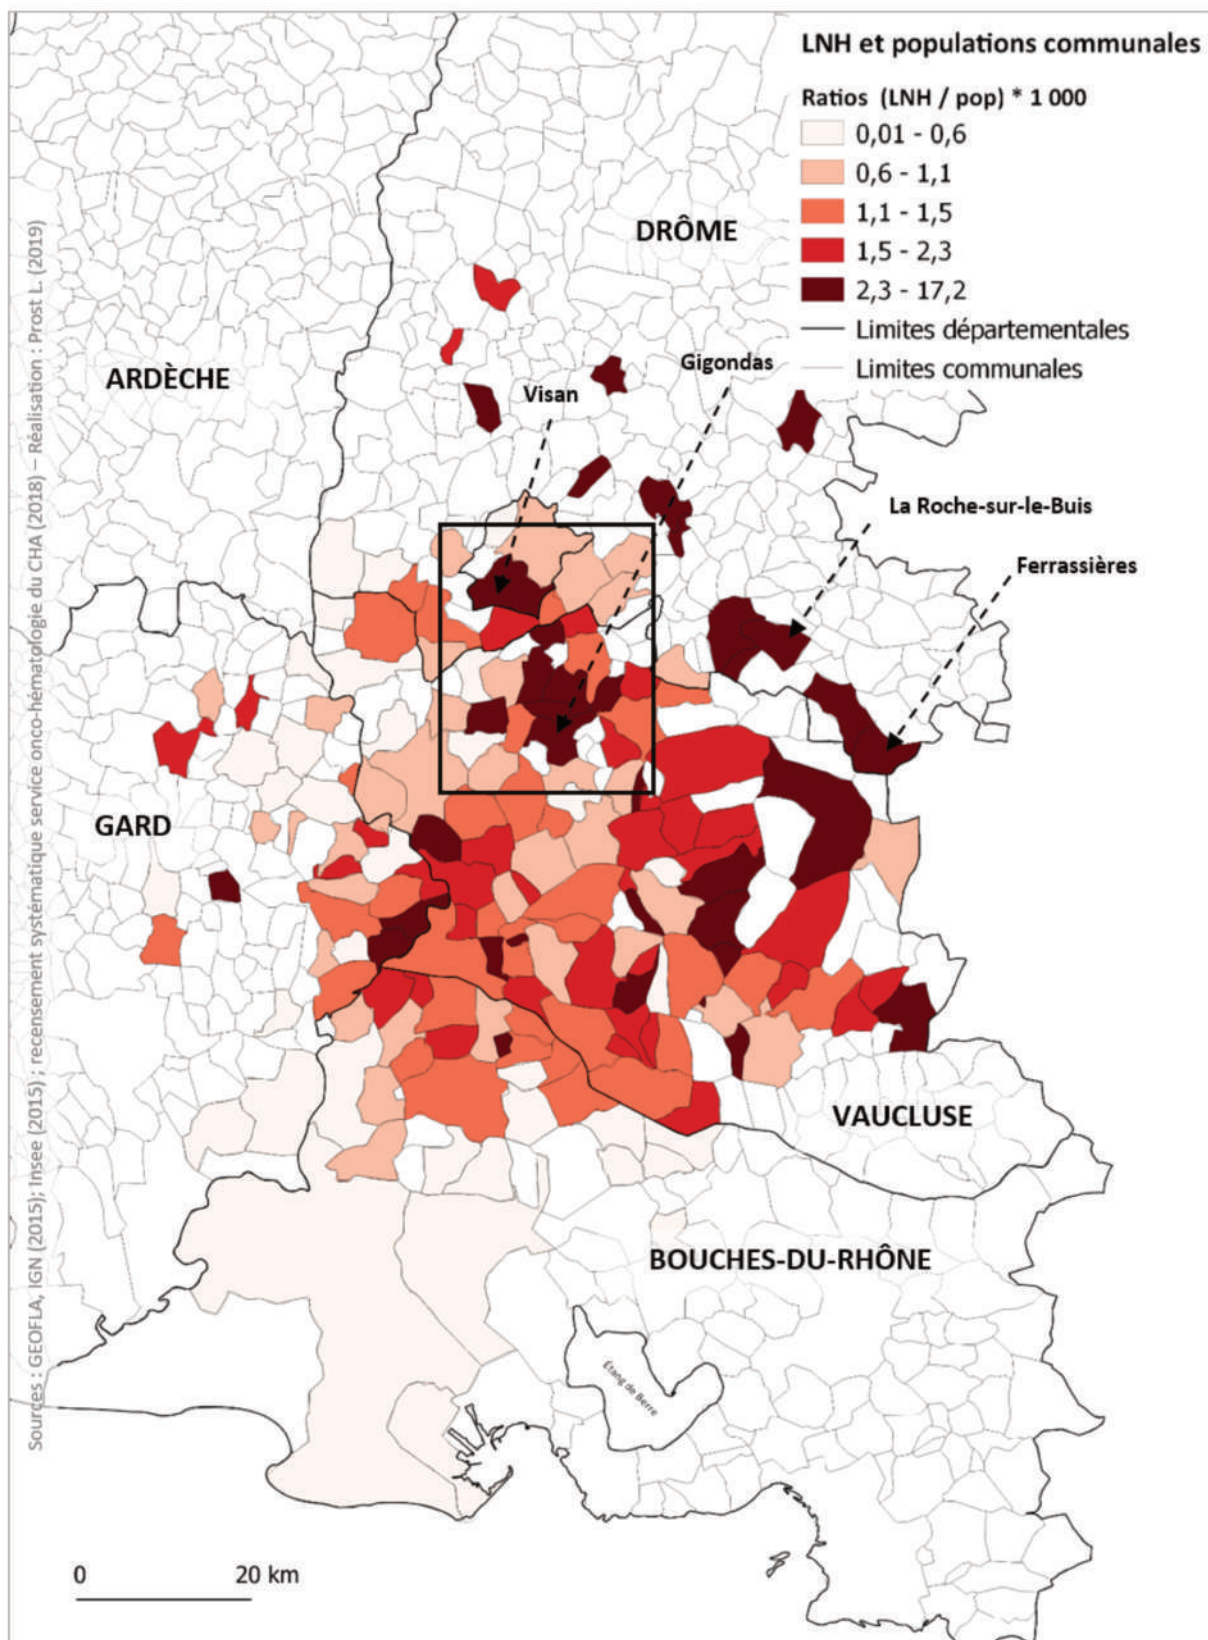 LNH et populations communales
Ratios (LNH / pop) * 1 000
0,01 - 0,6
0,6 - 1,1
1,1 - 1,5
1,5 - 2,3
2,3 - 17,2
Limites départementales
Limites communales
DRÔME
ARDÈCHE
Gigondas
Visan
La Roche-sur-le-Buis
Ferrassières
GARD
VAUCLUSE
BOUCHES-DU-RHÔNE
Étang de Berre
0 20 km
Sources : GEOFLA, IGN (2015); Insee (2015) ; recensement systématique service onco-hématologie du CHA (2018) – Réalisation : Prost L. (2019)